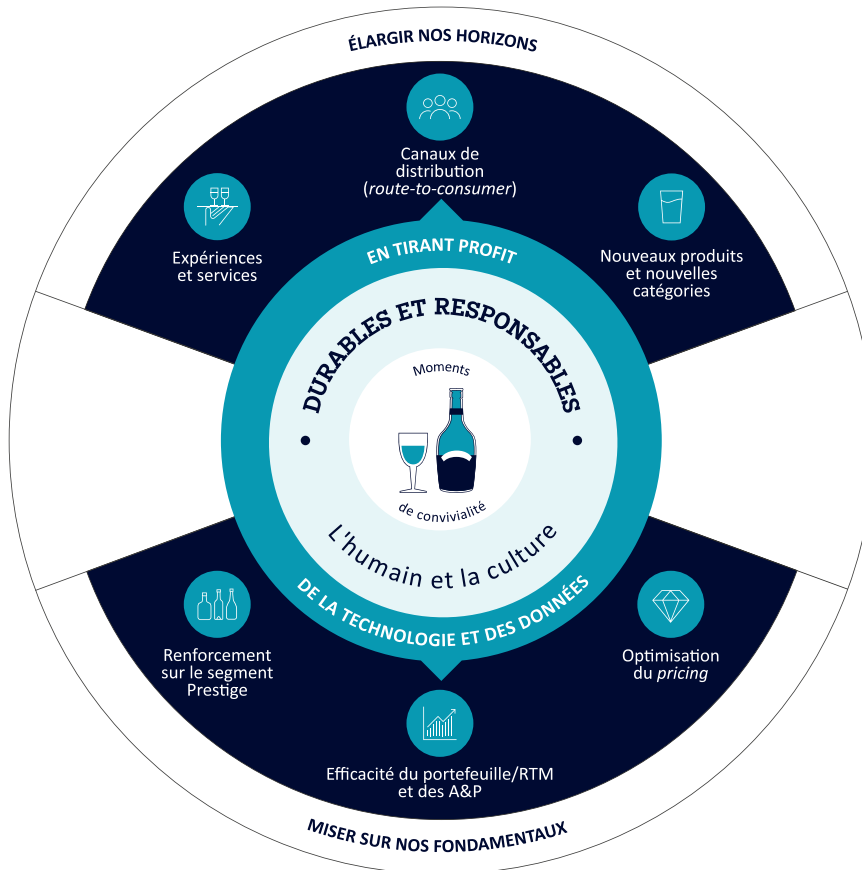 ÉLARGIR NOS HORIZONS
Canaux de
distribution
(route-to-consumer)
Expériences
et services
Nouveaux produits
et nouvelles
catégories
EN TIRANT PROFIT
DURABLES ET RESPONSABLES
Moments
de convivialité
L'humain et la culture
DE LA TECHNOLOGIE ET DES DONNÉES
Renforcement
sur le segment
Prestige
Optimisation
du pricing
Efficacité du portefeuille/RTM
et des A&P
MISER SUR NOS FONDAMENTAUX